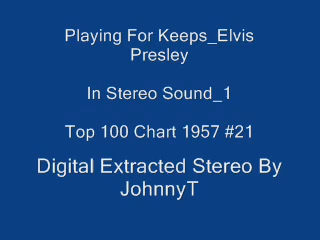 Playing For Keeps_Elvis
Presley
In Stereo Sound_1
Top 100 Chart 1957 #21
Digital Extracted Stereo By
JohnnyT